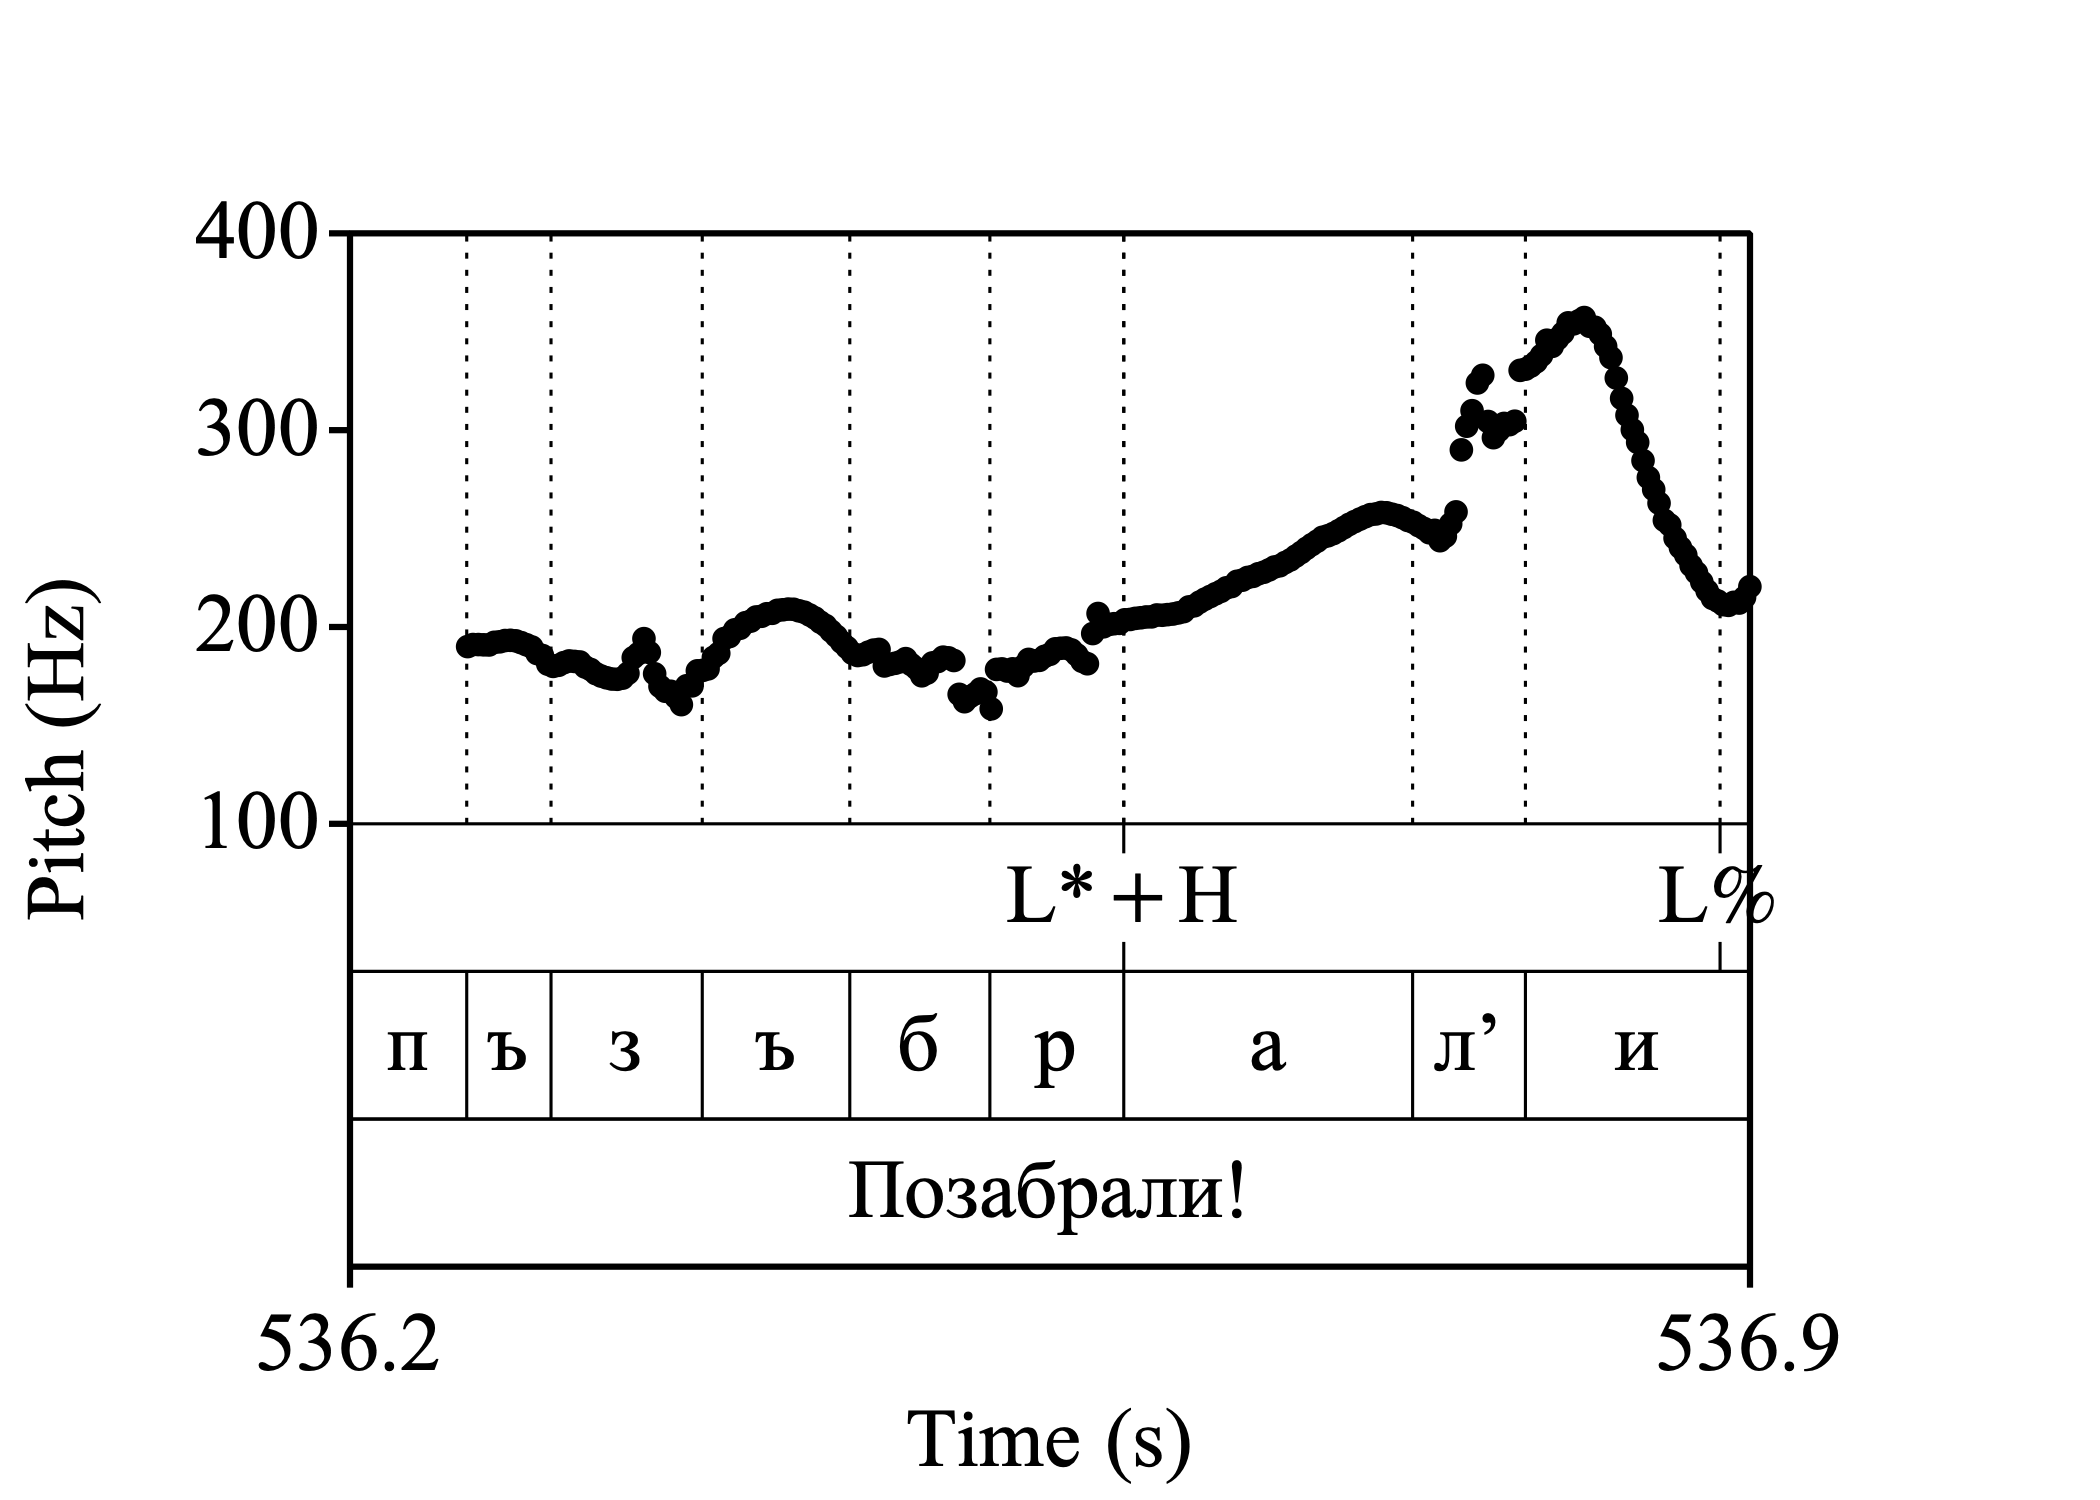 400
300
200
100
Pitch (Hz)
L*+H L%
п ъ з ъ б р а л’ и
Позабрали!
536.2 536.9
Time (s)